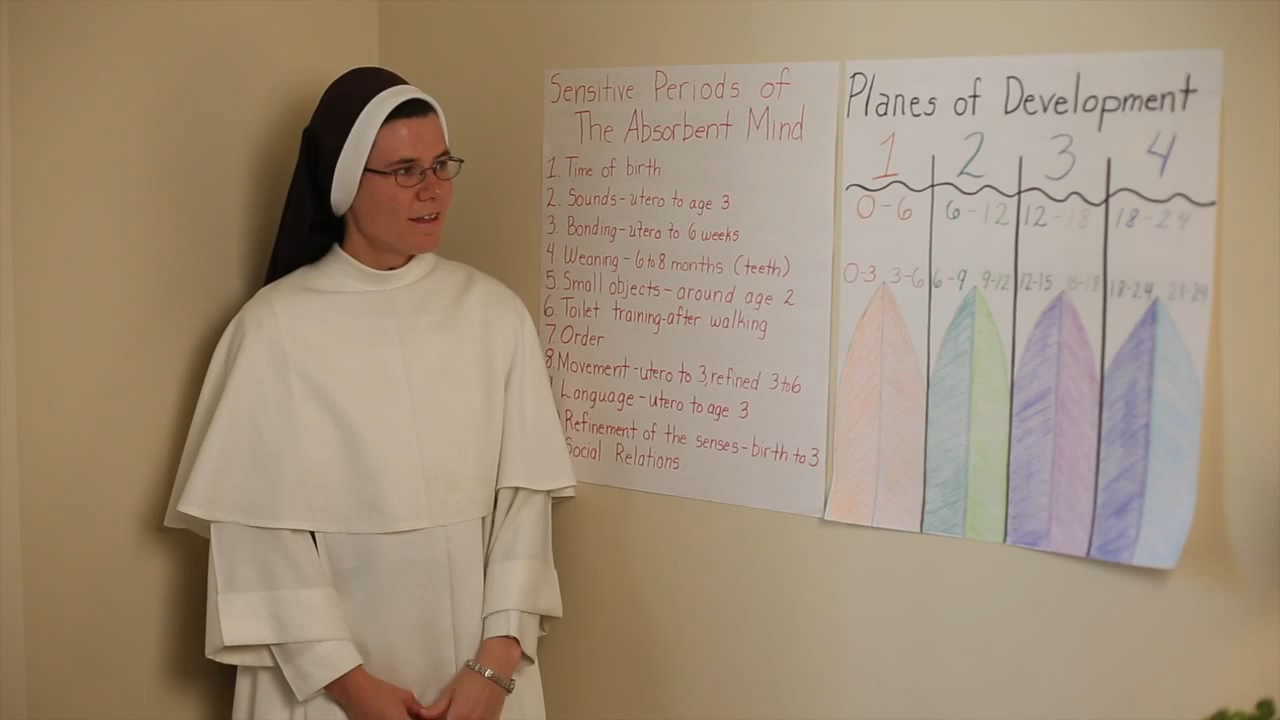 Sensitive Periods of
The Absorbent Mind
1. Time of birth
2. Sounds-utero to age 3
3. Bonding-utero to 6 weeks
4. Weaning - 6 to 8 months (teeth)
5. Small objects-around age 2
6. Toilet training-after walking
7. Order
8. Movement-utero to 3, refined 3 to 6
Language - utero to age 3
Refinement of the senses-birth to 3
Social Relations
Planes of Development
1 2 3 4
0-6 6-12 12-18 18-24
0-3 3-6 6-9 9-12 12-15 15-18